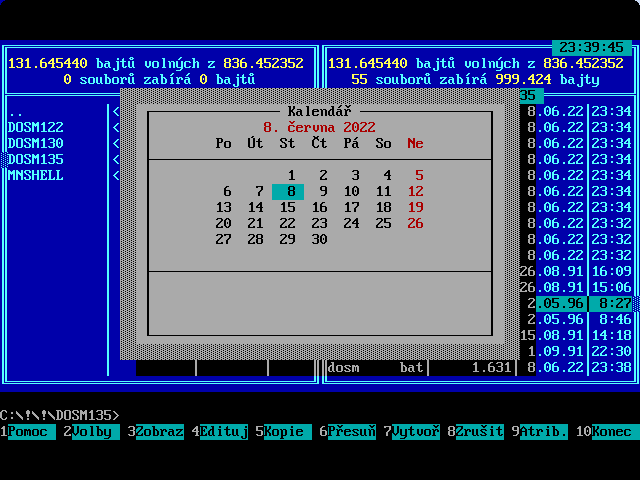 23:39:45
131.645440 bajtů volných z 836.452352
0 souborů zabírá 0 bajtů
131.645440 bajtů volných z 836.452352
55 souborů zabírá 999.424 bajty
..
DOSM122
DOSM130
DOSM135
MNSHELL
Kalendář
8. června 2022
Po Út St Čt Pá So Ne
1 2 3 4 5
6 7 8 9 10 11 12
13 14 15 16 17 18 19
20 21 22 23 24 25 26
27 28 29 30
35
8.06.22 23:34
8.06.22 23:34
8.06.22 23:34
8.06.22 23:34
8.06.22 23:34
8.06.22 23:34
8.06.22 23:34
8.06.22 23:32
8.06.22 23:32
8.06.22 23:32
26.08.91 16:09
26.08.91 15:06
2.05.96 8:27
2.05.96 8:46
15.08.91 14:18
1.09.91 22:30
dosm bat 1.631 8.06.22 23:38
C:\!\!\DOSM135>
1Pomoc 2Volby 3Zobraz 4Edituj 5Kopie 6Přesuň 7Vytvoř 8Zrušit 9Atrib. 10Konec